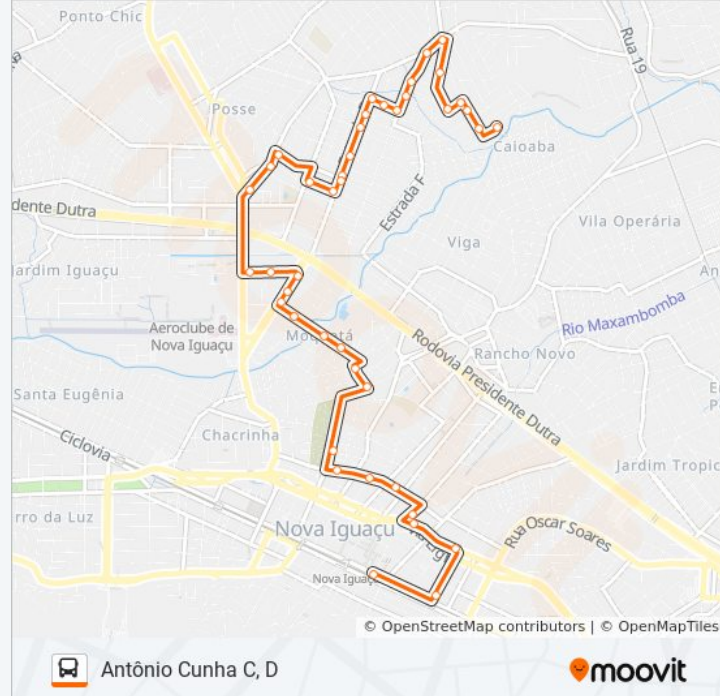 Ponto Chic
Rua 19
Posse
Caioaba
Estrada F
dente Dutra
Vila Operária
Viga
Jardim Iguaçu
Rio Maxambomba
Aeroclube de
Nova Iguaçu
Rodovia Presidente Dutra
Rancho Novo
Santa Eugênia
Chacrinha
Ciclovia
Jardim Tropic
rro da Luz
Nova Iguaçu
Rua Oscar Soares
Nova Iguaç
© OpenStreetMap contributors | © OpenMapTiles
Antônio Cunha C, D
moovit